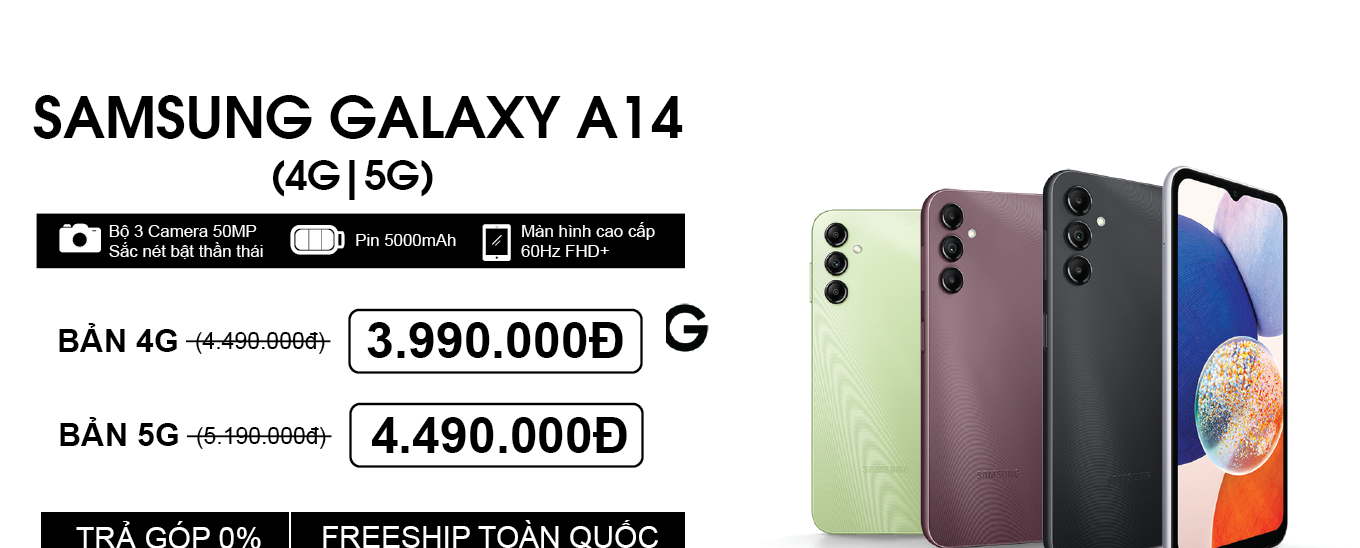 SAMSUNG GALAXY A14
(4G|5G)
Bộ 3 Camera 50MP
Sắc nét bật thần thái
Pin 5000mAh
Màn hình cao cấp
60Hz FHD+
BẢN 4G (4.490.000đ) 3.990.000Đ
G
BẢN 5G (5.190.000đ) 4.490.000Đ
TRẢ GÓP 0% FREESHIP TOÀN QUỐC
SAMSUNG
SAMSUNG
SAMSUNG